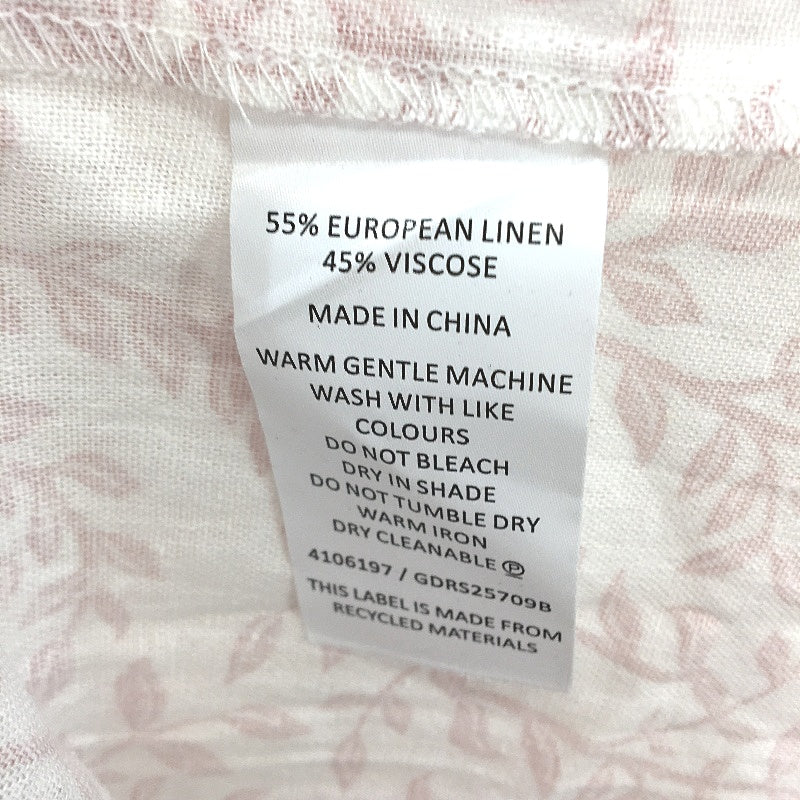 55% EUROPEAN LINEN
45% VISCOSE
MADE IN CHINA
WARM GENTLE MACHINE
WASH WITH LIKE
COLOURS
DO NOT BLEACH
DRY IN SHADE
DO NOT TUMBLE DRY
WARM IRON
DRY CLEANABLE Ⓟ
4106197 / GDRS25709B
THIS LABEL IS MADE FROM
RECYCLED MATERIALS